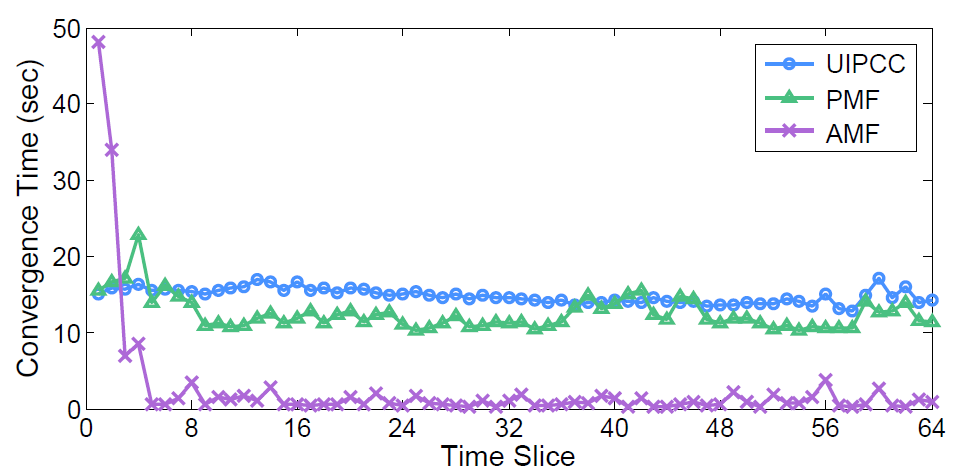 50
40
30
20
10
0
Convergence Time (sec)
UIPCC
PMF
AMF
0 8 16 24 32 40 48 56 64
Time Slice